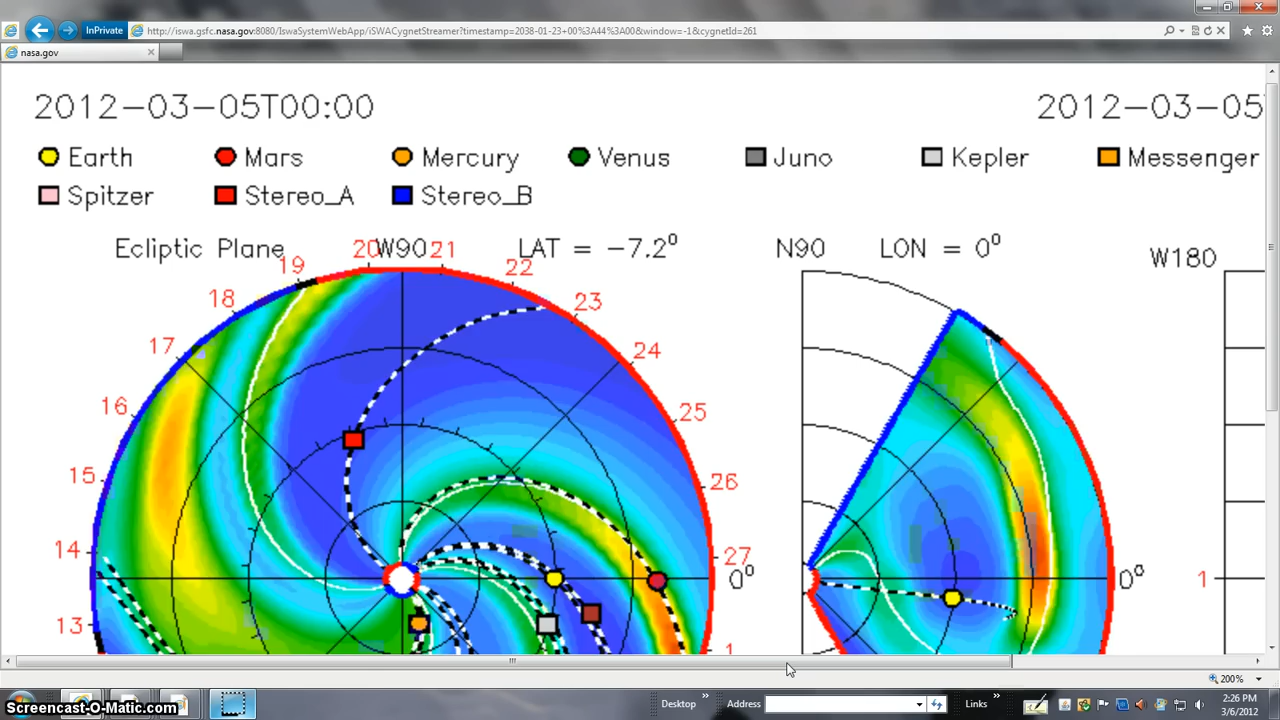 InPrivate
http://iswa.gsfc.nasa.gov:8080/IswaSystemWebApp/iSWACygnetStreamer?timestamp=2038-01-23+00%3A44%3A00&window=-1&cygnetId=261
nasa.gov
2012-03-05T00:00
2012-03-05
Earth Mars Mercury Venus Juno Kepler Messenger
Spitzer Stereo_A Stereo_B
Ecliptic Plane W90 LAT = -7.2° N90 LON = 0° W180
19 20 21 22
18 23
17 24
16 25
15 26
14 27 0° 0° 1
13 1
200%
Desktop » Address Links »
2:26 PM
3/6/2012
Screencast-O-Matic.com